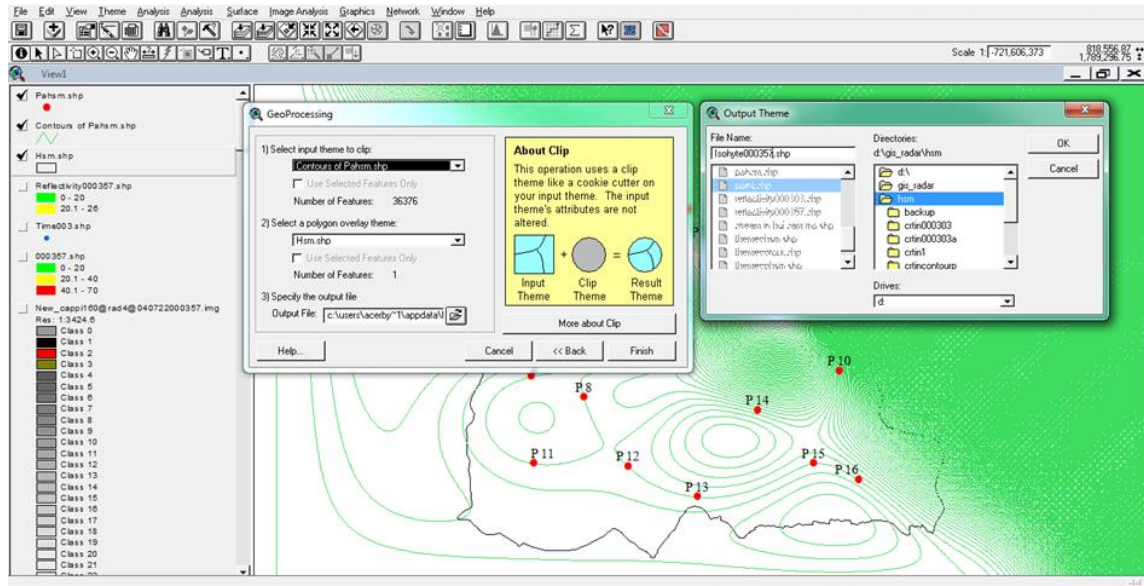 File Edit View Theme Analysis Analysis Surface Image Analysis Graphics Network Window Help
Scale 1: -721,606,373
818,556.87
1,789,296.75
View1
Pahsm.shp
Contours of Pahsm.shp
Hsm.shp
Reflectivity000357.shp
0 - 20
20.1 - 26
Time003.shp
000357.shp
0 - 20
20.1 - 40
40.1 - 70
New_cappi160@rad4@040722000357.img
Res: 1:3424.6
Class 0
Class 1
Class 2
Class 3
Class 4
Class 5
Class 6
Class 7
Class 8
Class 9
Class 10
Class 11
Class 12
Class 13
Class 14
Class 15
Class 16
Class 17
Class 18
Class 19
Class 20
Class 21
GeoProcessing
1) Select input theme to clip:
Contours of Pahsm.shp
Use Selected Features Only
Number of Features: 36376
2) Select a polygon overlay theme:
Hsm.shp
Use Selected Features Only
Number of Features: 1
3) Specify the output file
Output File: c:\users\acerby~1\appdata\l
About Clip
This operation uses a clip
theme like a cookie cutter on
your input theme. The input
theme's attributes are not
altered.
+ =
Input Theme
Clip Theme
Result Theme
More about Clip
Help... Cancel << Back Finish
Output Theme
File Name:
Isohyte000357.shp
pahsm.shp
point.shp
reflectivity000303.shp
reflectivity000357.shp
Directories:
d:\gis_radar\hsm
d:\
gis_radar
hsm
backup
crtin000303
crtin000303a
crtin1
crtincontourp
Drives:
d:
OK
Cancel
P 8
P 10
P 11
P 12
P 13
P 14
P 15
P 16